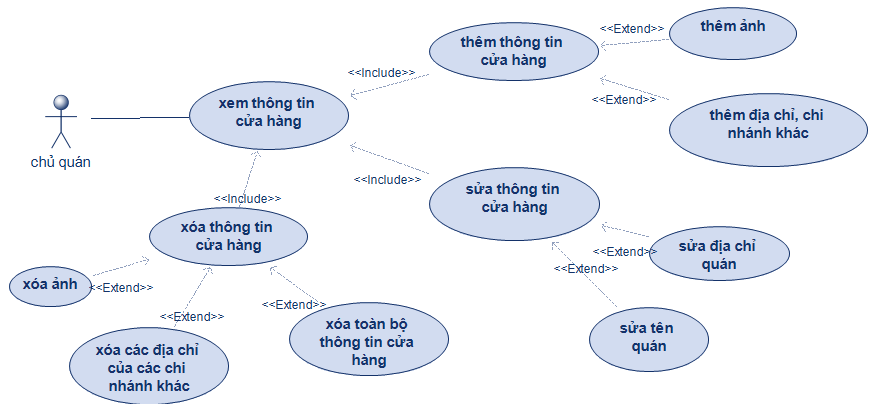 <<Extend>>
thêm ảnh
thêm thông tin
cửa hàng
<<Include>>
<<Extend>>
xem thông tin
cửa hàng
thêm địa chỉ, chi
nhánh khác
chủ quán
<<Include>>
sửa thông tin
cửa hàng
<<Include>>
xóa thông tin
cửa hàng
<<Extend>>
sửa địa chỉ
quán
<<Extend>>
xóa ảnh
<<Extend>>
<<Extend>>
<<Extend>>
xóa toàn bộ
thông tin cửa
hàng
sửa tên
quán
xóa các địa chỉ
của các chi
nhánh khác